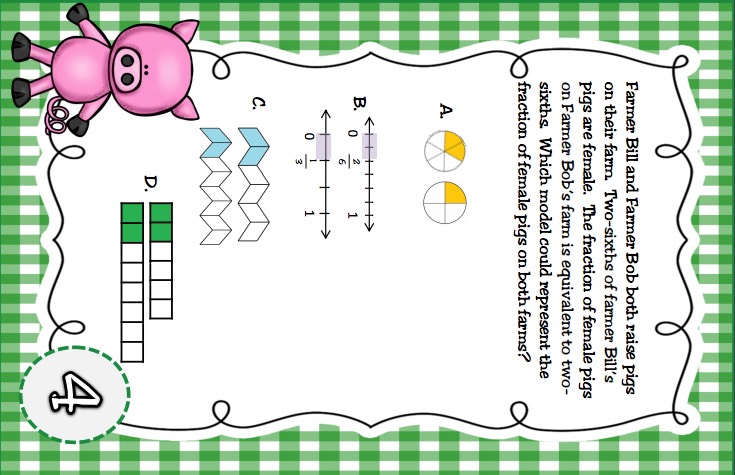 Farmer Bill and Farmer Bob both raise pigs
on their farm. Two-sixths of farmer Bill's
pigs are female. The fraction of female pigs
on Farmer Bob's farm is equivalent to two-
sixths. Which model could represent the
fraction of female pigs on both farms?
A.
B.
0 2/6 1
0 1/3 1
C.
D.
4